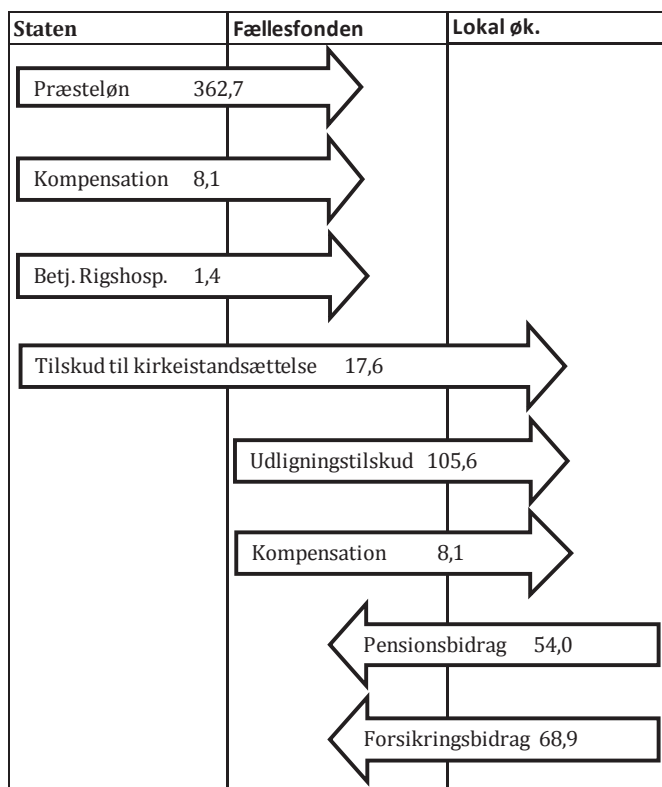 Staten Fællesfonden Lokal øk.
Præsteløn 362,7
Kompensation 8,1
Betj. Rigshosp. 1,4
Tilskud til kirkeistandsættelse 17,6
Udligningstilskud 105,6
Kompensation 8,1
Pensionsbidrag 54,0
Forsikringsbidrag 68,9